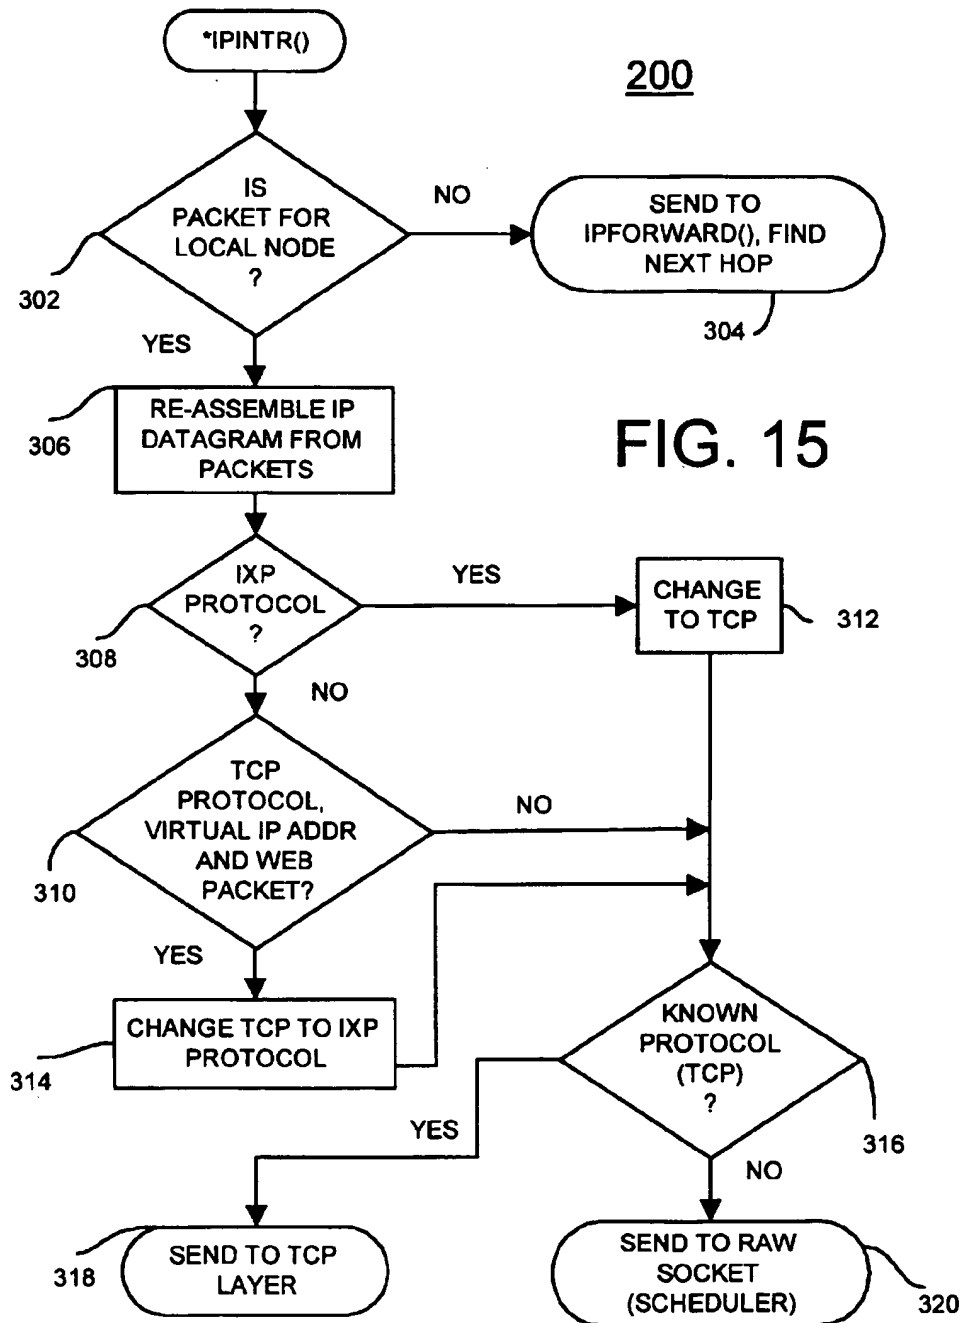 *IPINTR()
200
IS
PACKET FOR
LOCAL NODE
?
302
NO
SEND TO
IPFORWARD(), FIND
NEXT HOP
304
YES
306
RE-ASSEMBLE IP
DATAGRAM FROM
PACKETS
FIG. 15
IXP
PROTOCOL
?
308
YES
CHANGE
TO TCP
312
NO
TCP
PROTOCOL,
VIRTUAL IP ADDR
AND WEB
PACKET?
310
NO
YES
CHANGE TCP TO IXP
PROTOCOL
314
KNOWN
PROTOCOL
(TCP)
?
316
YES
NO
318
SEND TO TCP
LAYER
SEND TO RAW
SOCKET
(SCHEDULER)
320